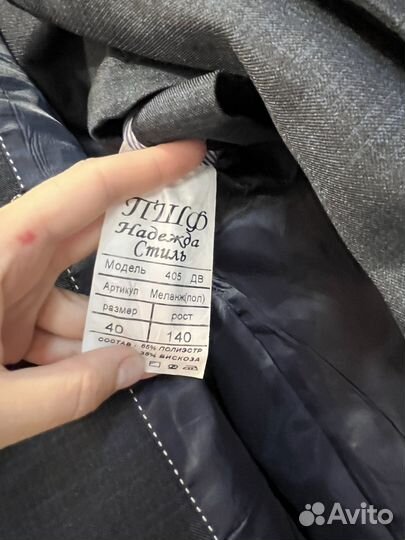 ПШФ
Надежда
Стиль
Модель 405 ДВ
Артикул Меланж(пол)
размер рост
40 140
СОСТАВ : 65% ПОЛИЭСТР
35% ВИСКОЗА
Avito